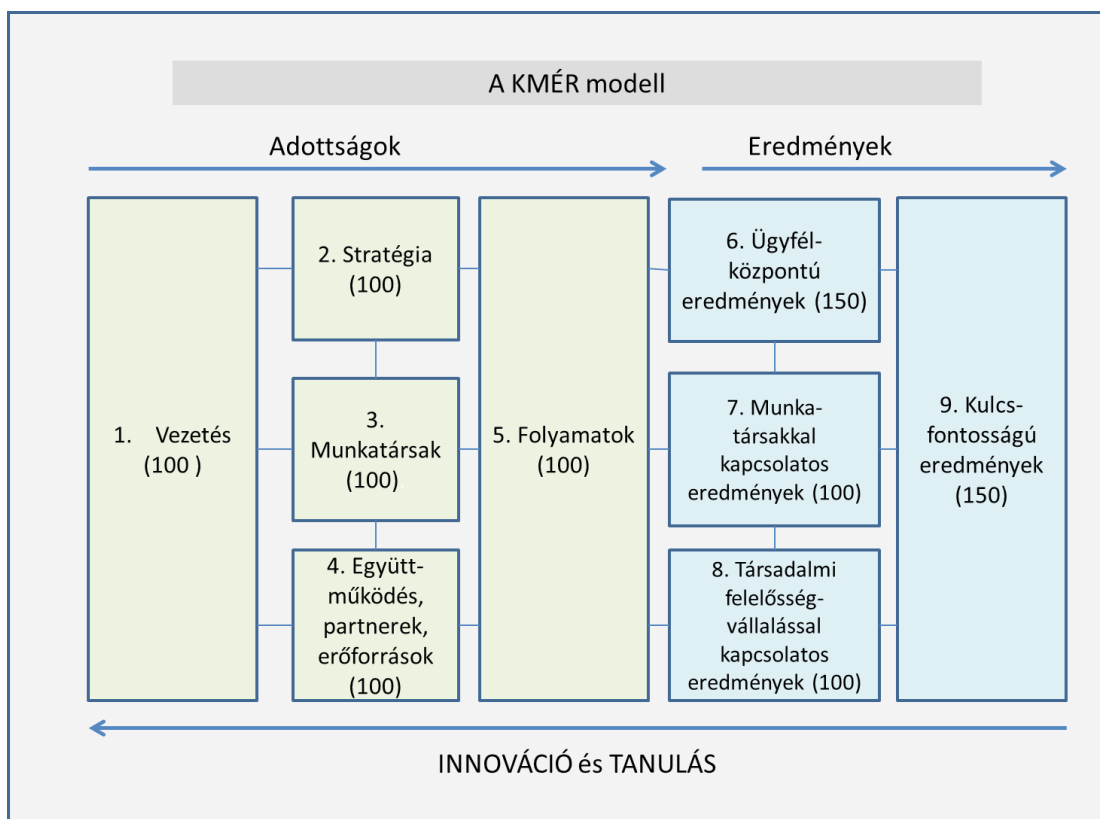 A KMÉR modell
Adottságok
Eredmények
1. Vezetés
(100 )
2. Stratégia
(100)
3.
Munkatársak
(100)
4. Együtt-
működés,
partnerek,
erőforrások
(100)
5. Folyamatok
(100)
6. Ügyfél-
központú
eredmények (150)
7. Munka-
társakkal
kapcsolatos
eredmények (100)
8. Társadalmi
felelősség-
vállalással
kapcsolatos
eredmények (100)
9. Kulcs-
fontosságú
eredmények
(150)
INNOVÁCIÓ és TANULÁS